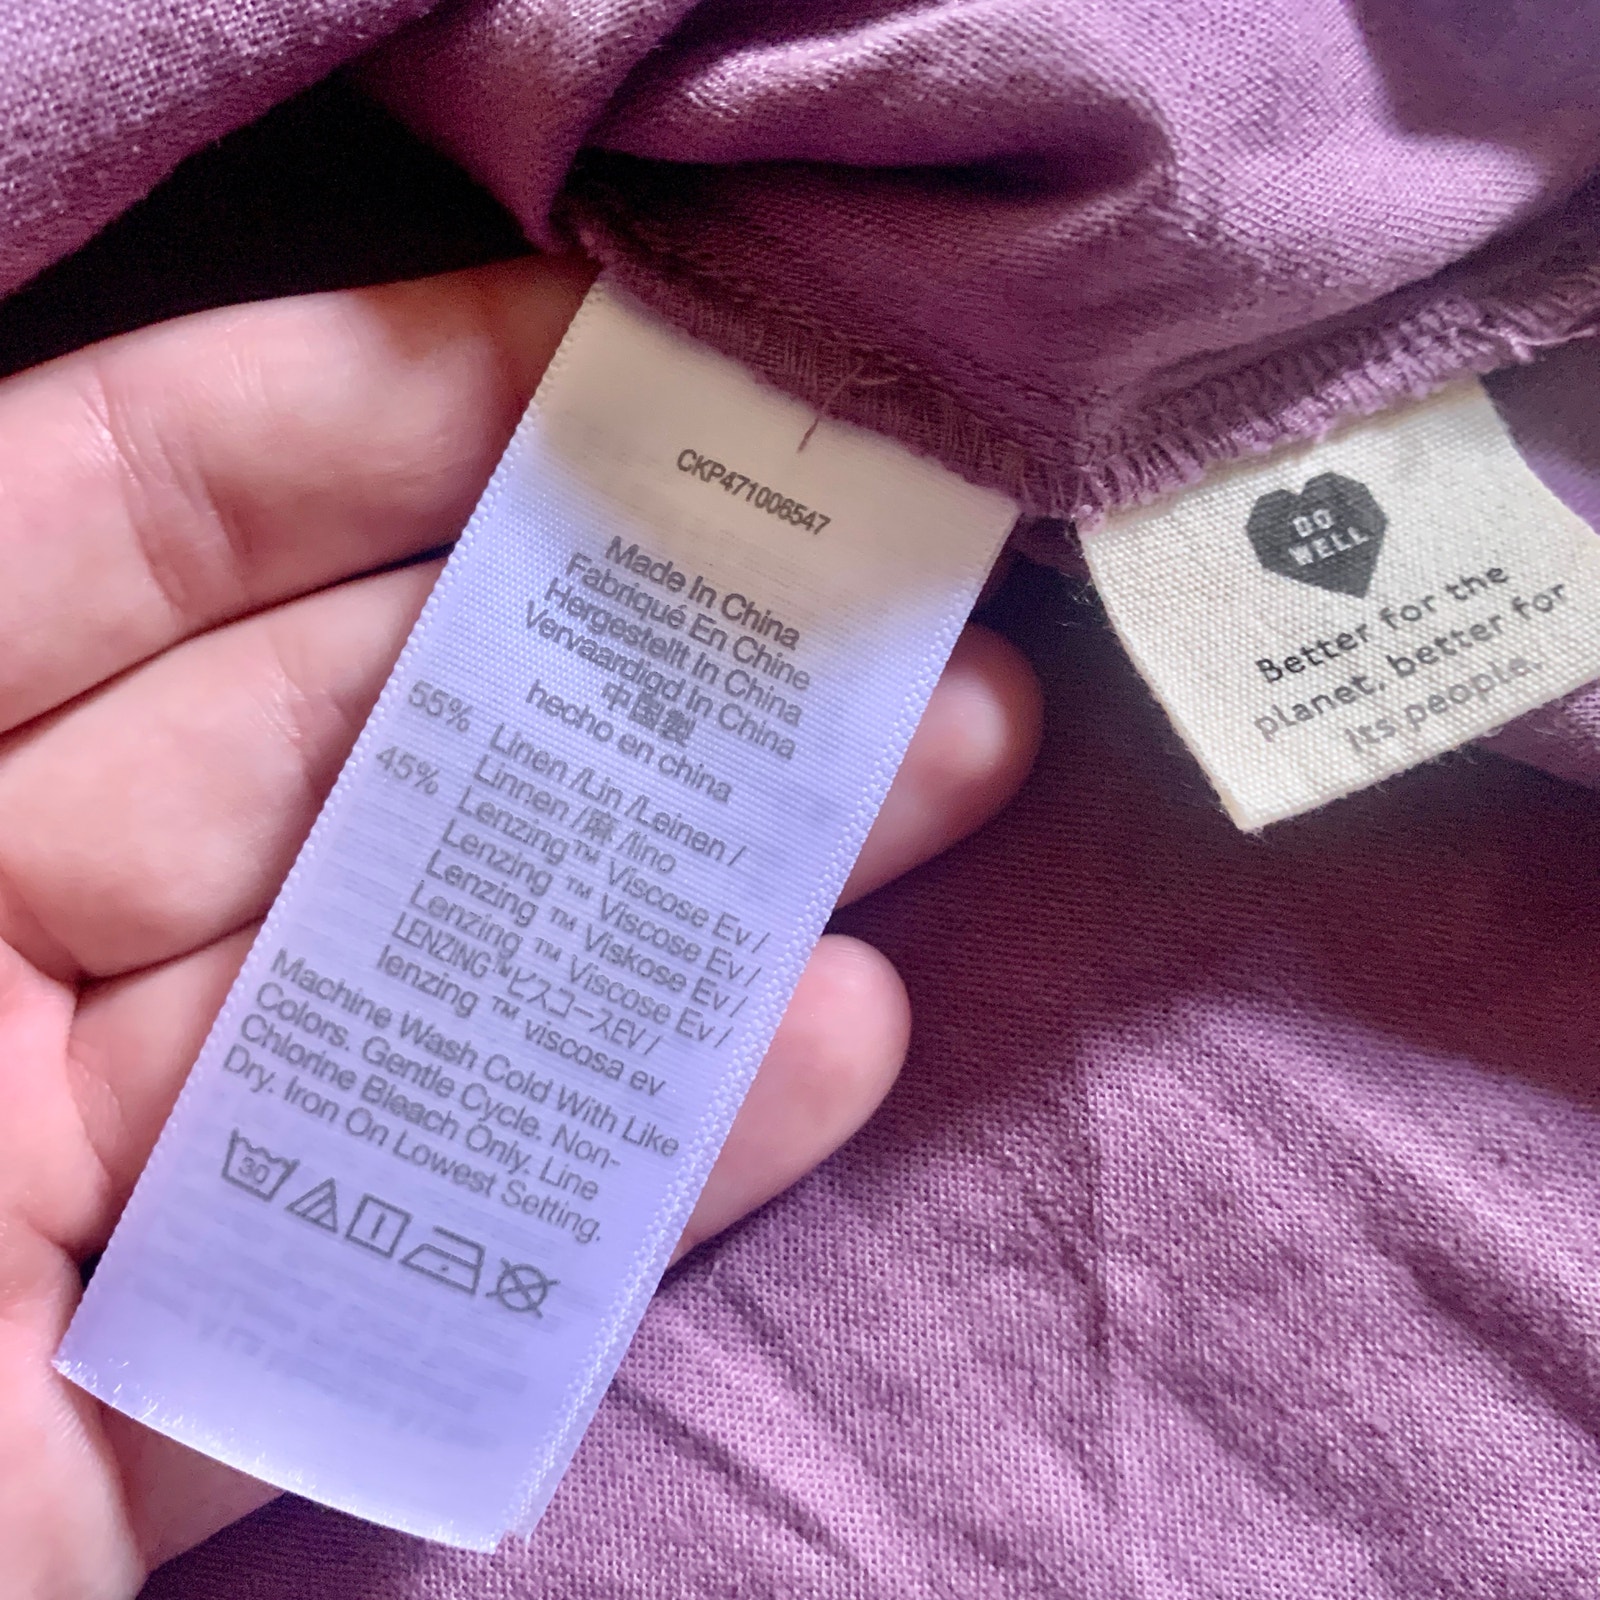 CKP471006547
Made In China
Fabriqué En Chine
Hergestellt In China
Vervaardigd In China
中国製
hecho en china
55% Linen /Lin /Leinen /
Linnen /麻 /lino
45% Lenzing™ Viscose Ev /
Lenzing ™ Viscose Ev /
Lenzing ™ Viskose Ev /
Lenzing ™ Viscose Ev /
LENZING™ビスコースEV /
lenzing ™ viscosa ev
Machine Wash Cold With Like
Colors. Gentle Cycle. Non-
Chlorine Bleach Only. Line
Dry. Iron On Lowest Setting.
30
DO
WELL
Better for the
planet, better for
its people.